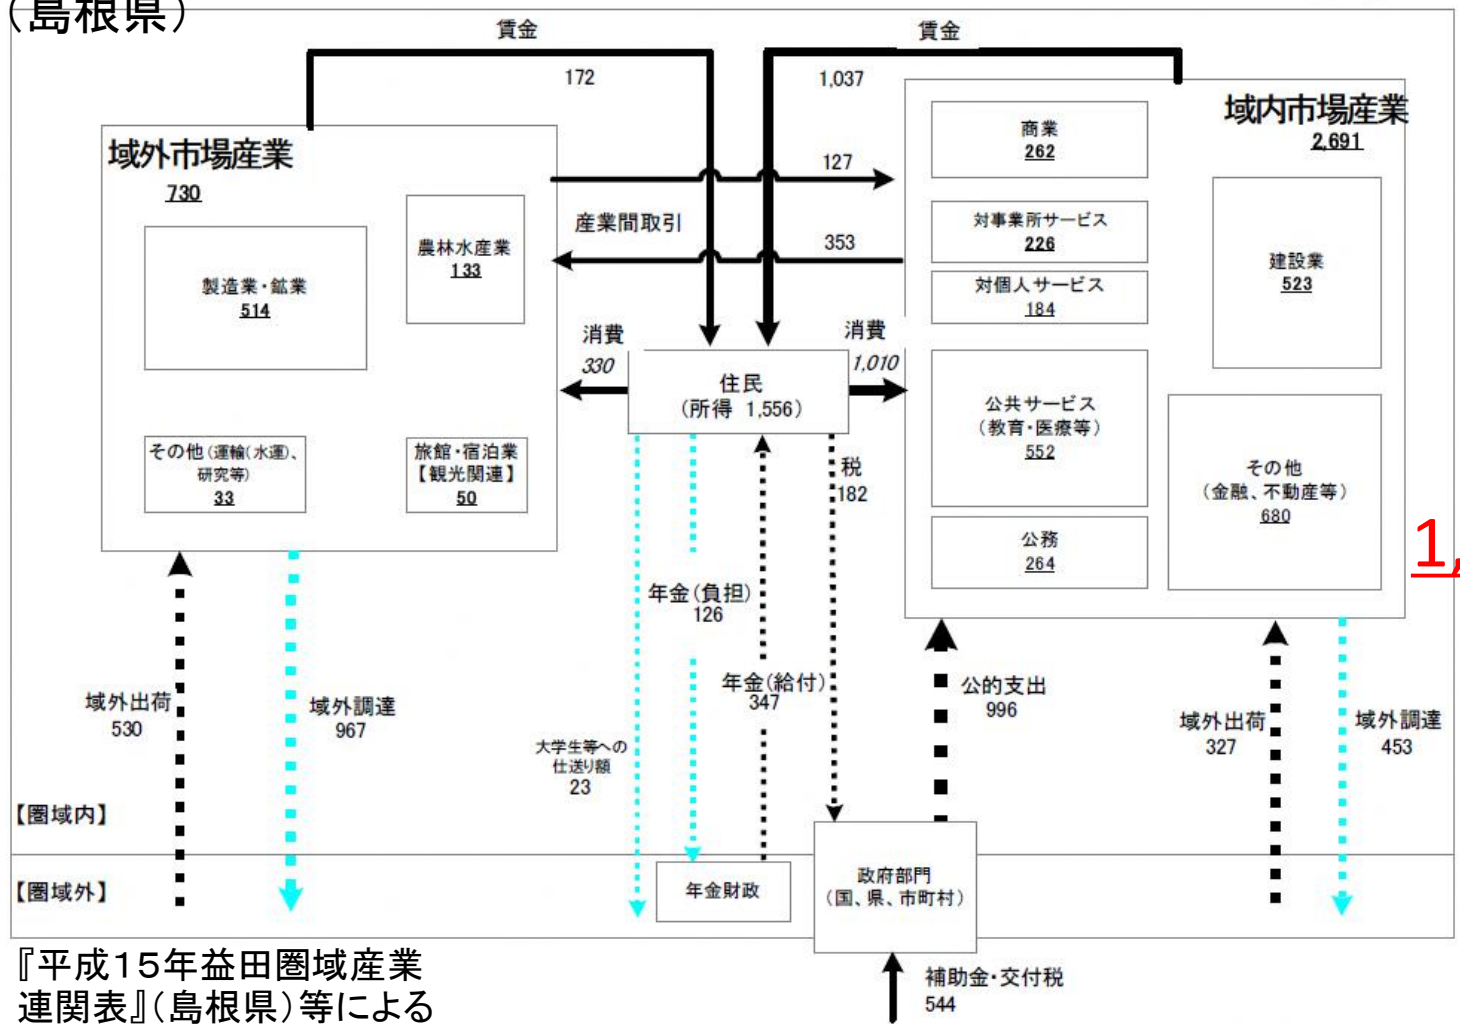 (島根県)
賃金
172
賃金
1,037
域外市場産業
730
農林水産業
133
製造業・鉱業
514
その他(運輸(水運)、
研究等)
33
旅館・宿泊業
【観光関連】
50
127
産業間取引
353
域内市場産業
2,691
商業
262
対事業所サービス
226
対個人サービス
184
建設業
523
公共サービス
(教育・医療等)
552
その他
(金融、不動産等)
680
公務
264
1,
消費
330
消費
1,010
住民
(所得 1,556)
税
182
年金(負担)
126
年金(給付)
347
大学生等への
仕送り額
23
域外出荷
530
域外調達
967
公的支出
996
域外出荷
327
域外調達
453
【圏域内】
【圏域外】
年金財政
政府部門
(国、県、市町村)
補助金・交付税
544
『平成15年益田圏域産業
連関表』(島根県)等による